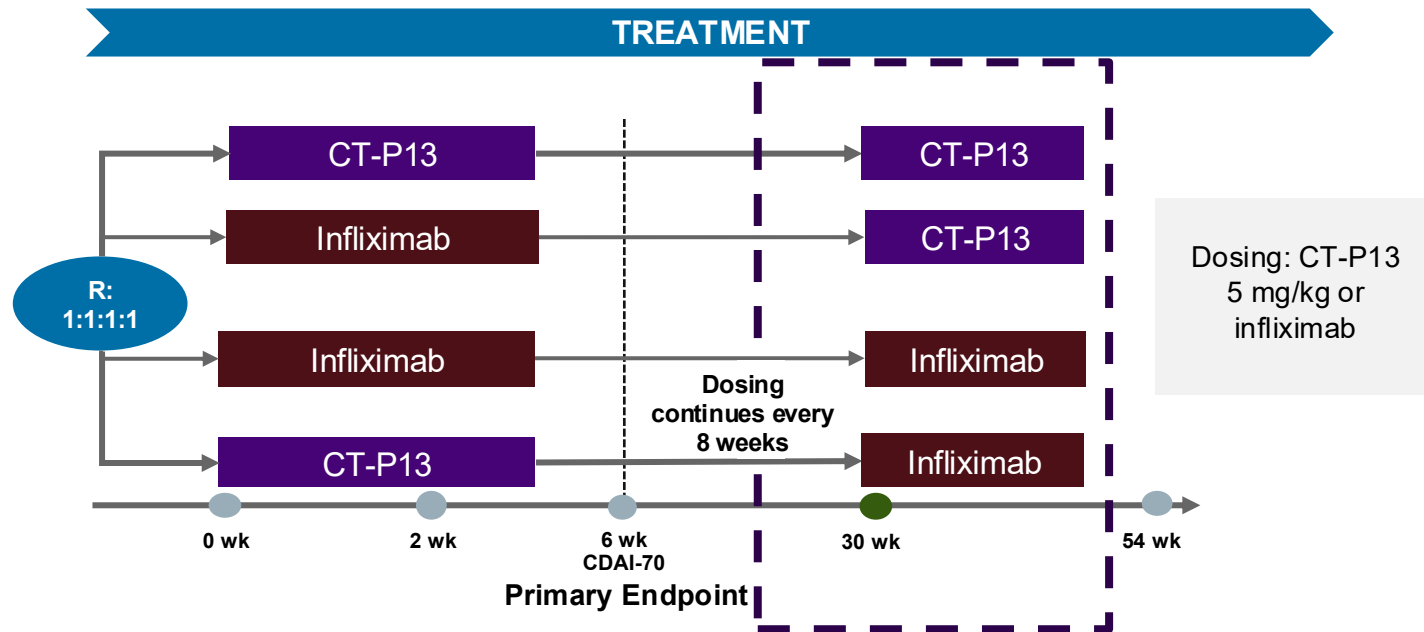 TREATMENT
CT-P13
CT-P13
Infliximab
CT-P13
R:
1:1:1:1
Dosing: CT-P13
5 mg/kg or
infliximab
Infliximab
Infliximab
Dosing
continues every
8 weeks
CT-P13
Infliximab
0 wk
2 wk
6 wk
CDAI-70
30 wk
54 wk
Primary Endpoint